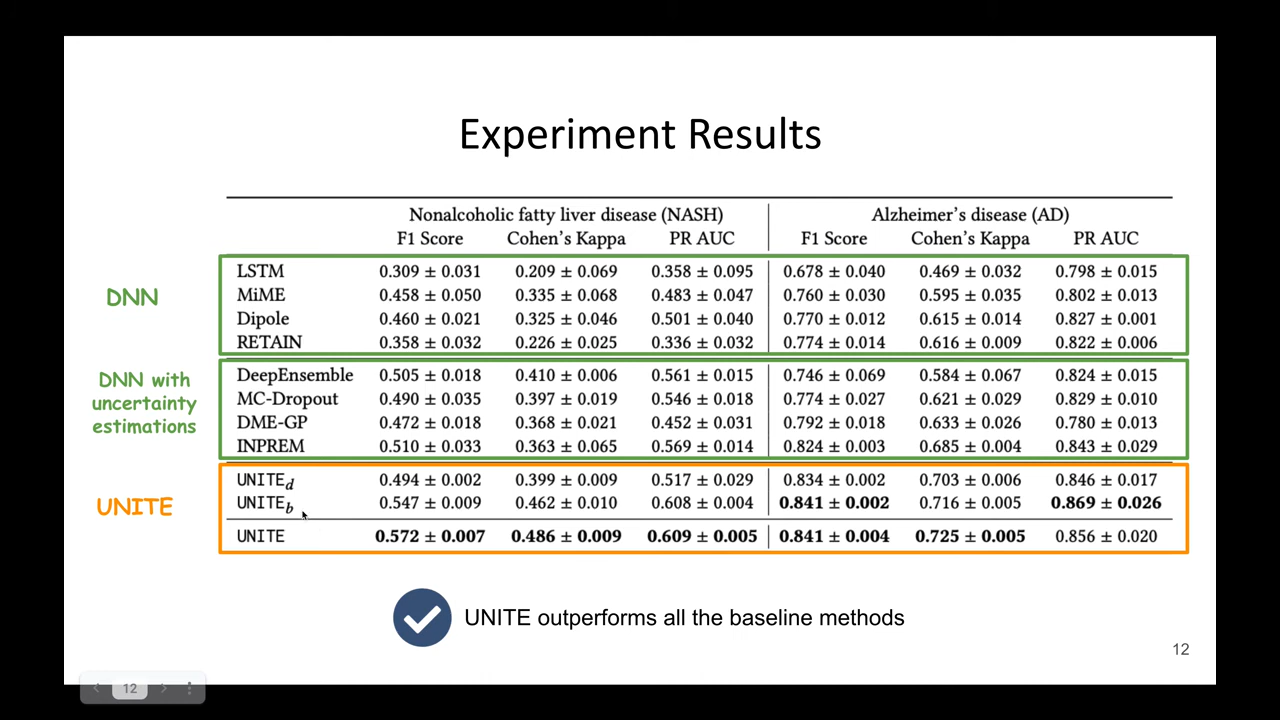 Experiment Results
Nonalcoholic fatty liver disease (NASH) Alzheimer's disease (AD)
F1 Score Cohen's Kappa PR AUC F1 Score Cohen's Kappa PR AUC
DNN
LSTM 0.309 ± 0.031 0.209 ± 0.069 0.358 ± 0.095 0.678 ± 0.040 0.469 ± 0.032 0.798 ± 0.015
MiME 0.458 ± 0.050 0.335 ± 0.068 0.483 ± 0.047 0.760 ± 0.030 0.595 ± 0.035 0.802 ± 0.013
Dipole 0.460 ± 0.021 0.325 ± 0.046 0.501 ± 0.040 0.770 ± 0.012 0.615 ± 0.014 0.827 ± 0.001
RETAIN 0.358 ± 0.032 0.226 ± 0.025 0.336 ± 0.032 0.774 ± 0.014 0.616 ± 0.009 0.822 ± 0.006
DNN with
uncertainty
estimations
DeepEnsemble 0.505 ± 0.018 0.410 ± 0.006 0.561 ± 0.015 0.746 ± 0.069 0.584 ± 0.067 0.824 ± 0.015
MC-Dropout 0.490 ± 0.035 0.397 ± 0.019 0.546 ± 0.018 0.774 ± 0.027 0.621 ± 0.029 0.829 ± 0.010
DME-GP 0.472 ± 0.018 0.368 ± 0.021 0.452 ± 0.031 0.792 ± 0.018 0.633 ± 0.026 0.780 ± 0.013
INPREM 0.510 ± 0.033 0.363 ± 0.065 0.569 ± 0.014 0.824 ± 0.003 0.685 ± 0.004 0.843 ± 0.029
UNITE
UNITEd 0.494 ± 0.002 0.399 ± 0.009 0.517 ± 0.029 0.834 ± 0.002 0.703 ± 0.006 0.846 ± 0.017
UNITEb 0.547 ± 0.009 0.462 ± 0.010 0.608 ± 0.004 0.841 ± 0.002 0.716 ± 0.005 0.869 ± 0.026
UNITE 0.572 ± 0.007 0.486 ± 0.009 0.609 ± 0.005 0.841 ± 0.004 0.725 ± 0.005 0.856 ± 0.020
UNITE outperforms all the baseline methods
12
12